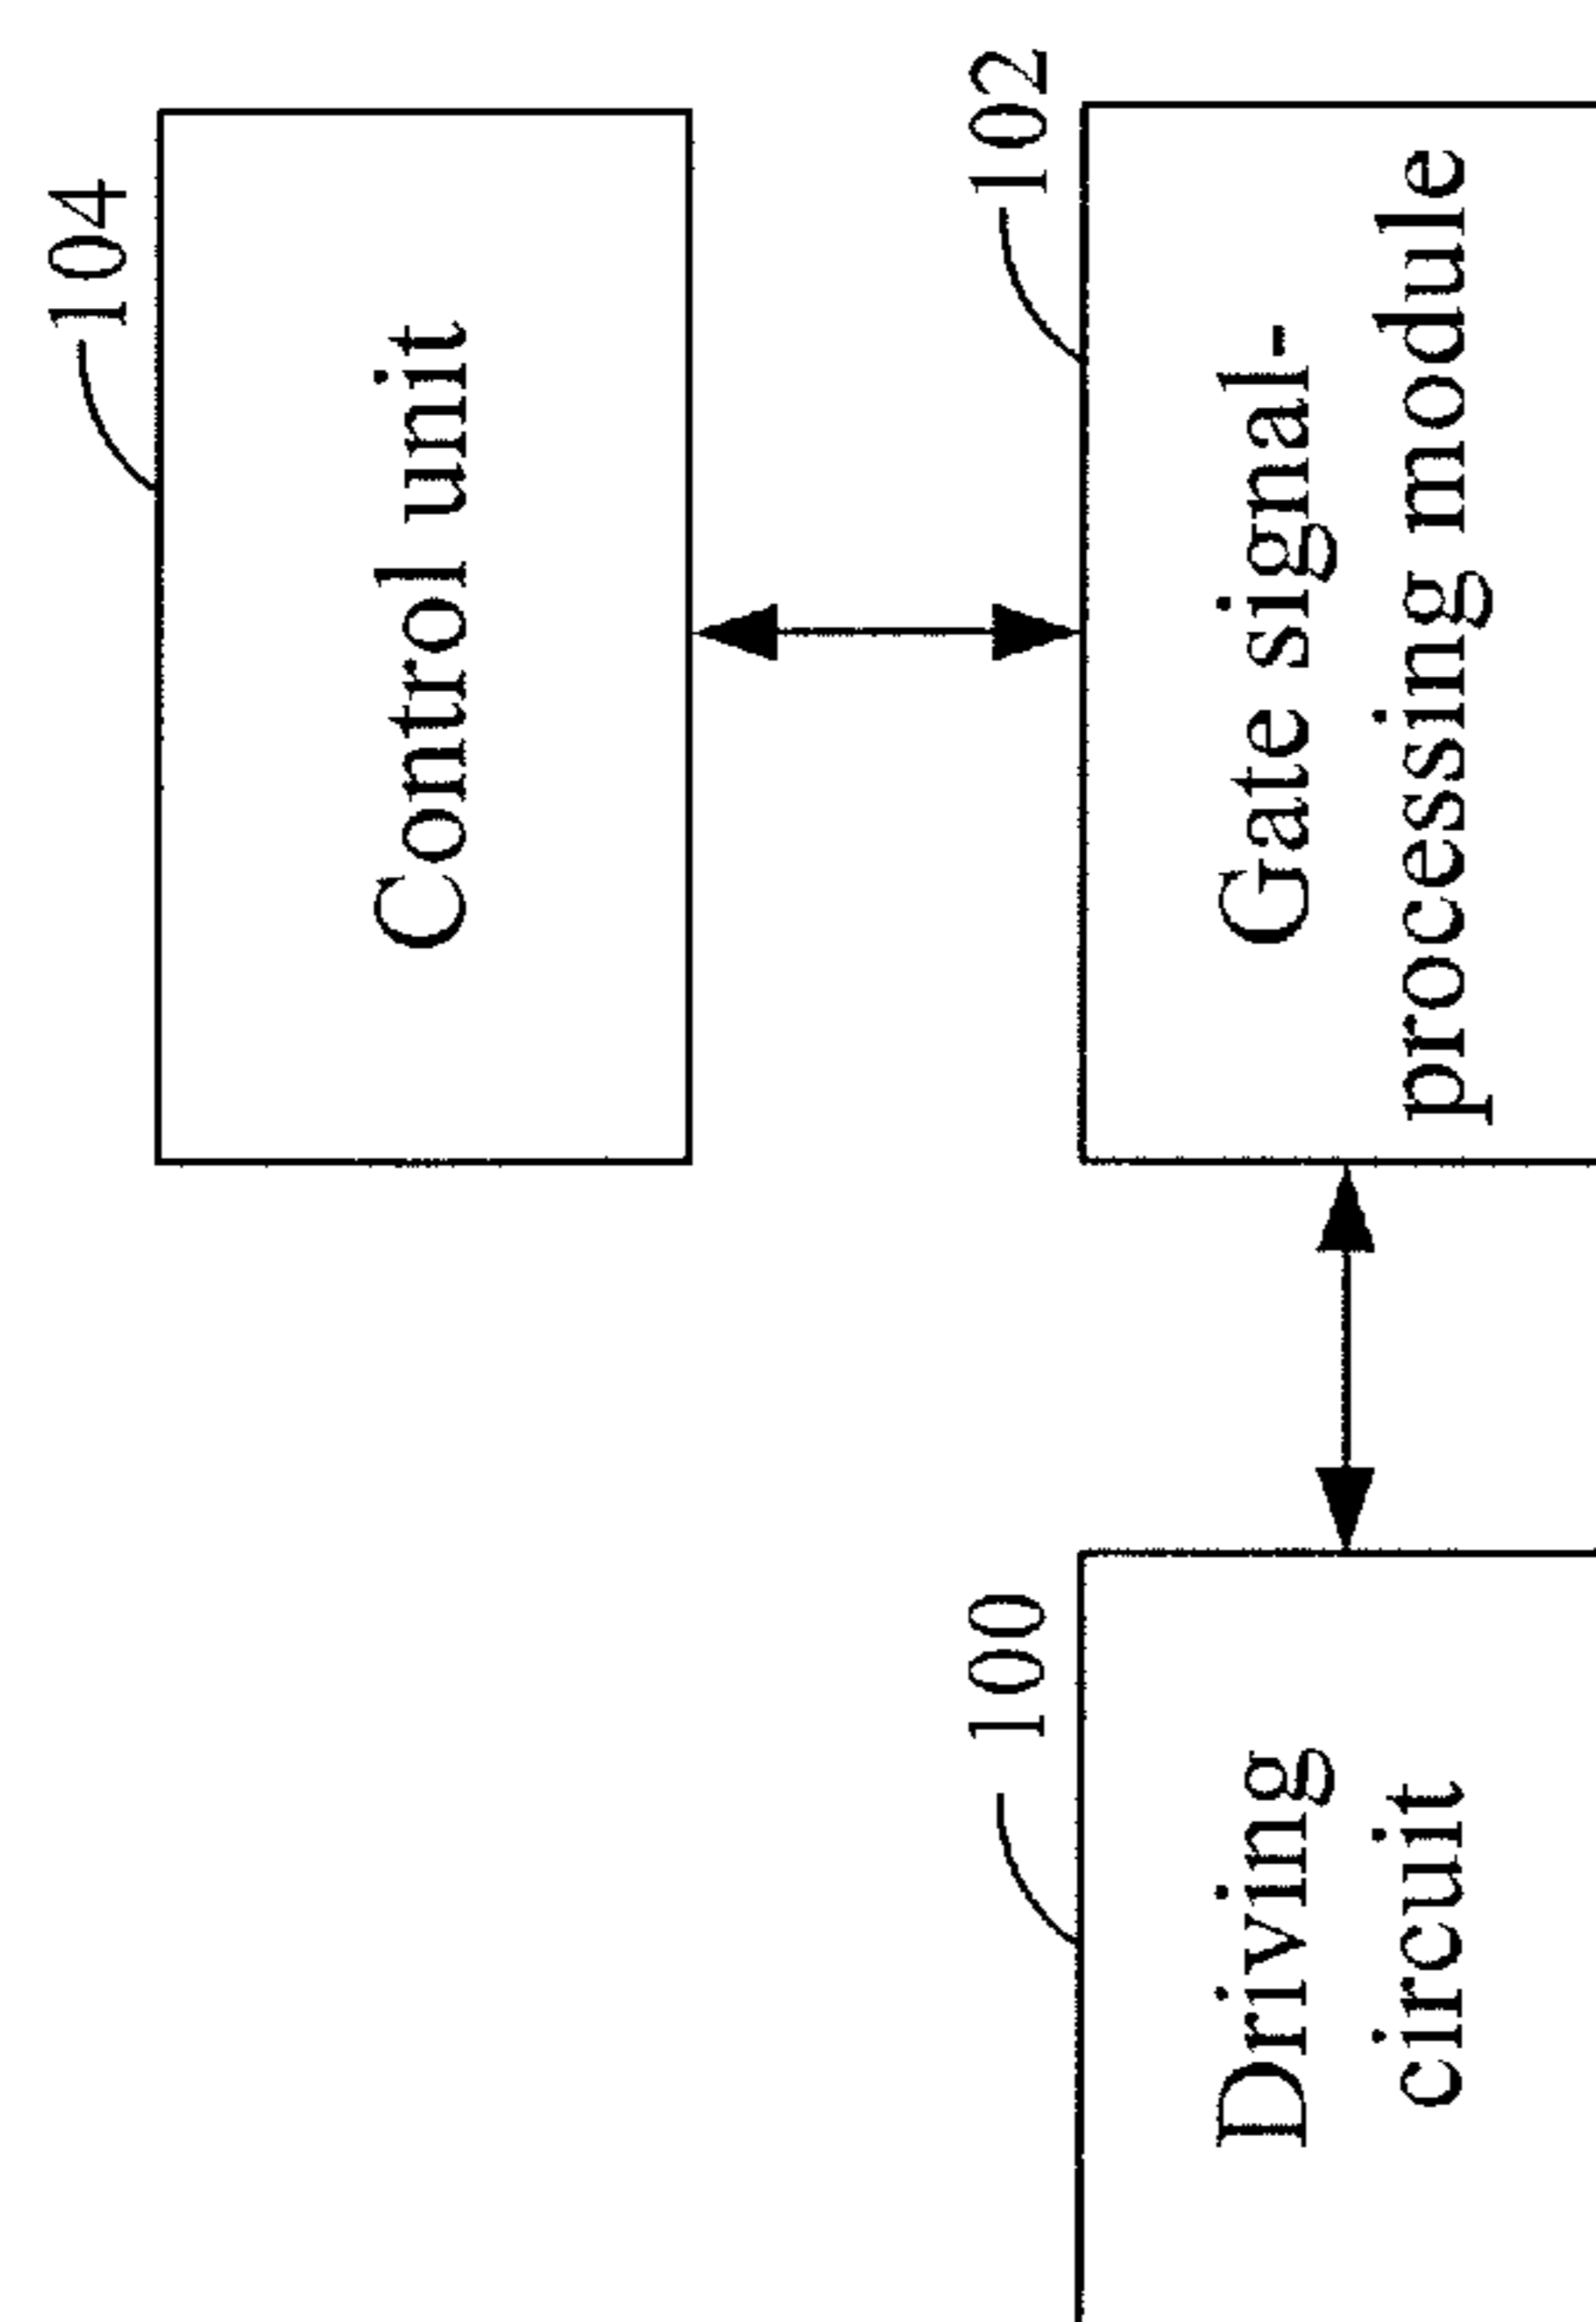 104
Control unit
102
Gate signal-
processing module
100
Driving
circuit